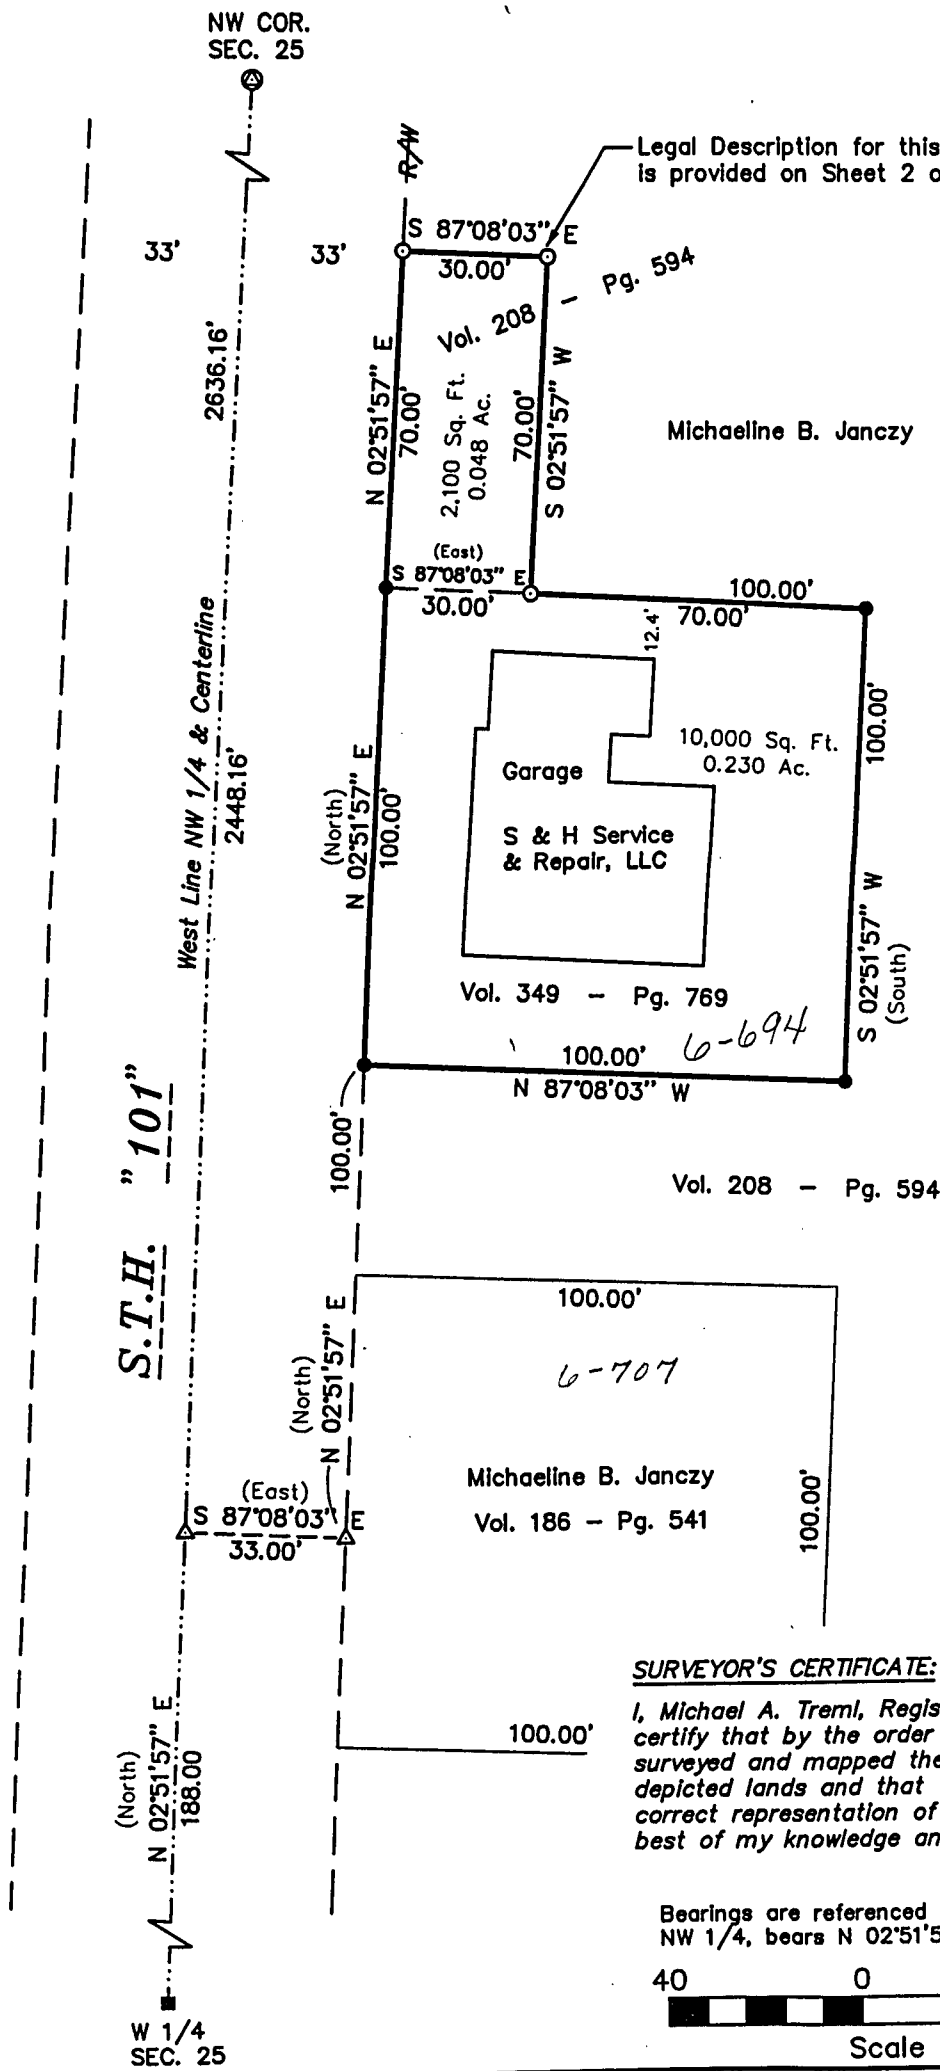 NW COR.
SEC. 25
R/W
Legal Description for this
is provided on Sheet 2 o
33'
33'
S 87°08'03" E
30.00'
Vol. 208 – Pg. 594
2636.16'
N 02°51'57" E
70.00'
2,100 Sq. Ft.
0.048 Ac.
70.00'
S 02°51'57" W
Michaeline B. Janczy
(East)
S 87°08'03" E
30.00'
100.00'
70.00'
12.4'
West Line NW 1/4 & Centerline
2448.16'
(North)
N 02°51'57" E
100.00'
Garage
10,000 Sq. Ft.
0.230 Ac.
S & H Service
& Repair, LLC
100.00'
S 02°51'57" W
(South)
Vol. 349 – Pg. 769
6-694
100.00'
N 87°08'03" W
S.T.H. "101"
100.00'
Vol. 208 – Pg. 594
100.00'
(North)
N 02°51'57" E
6-707
Michaeline B. Janczy
Vol. 186 – Pg. 541
100.00'
(East)
S 87°08'03" E
33.00'
SURVEYOR'S CERTIFICATE:
I, Michael A. Treml, Regis
certify that by the order
surveyed and mapped the
depicted lands and that
correct representation of
best of my knowledge an
100.00'
(North)
N 02°51'57" E
188.00
Bearings are referenced
NW 1/4, bears N 02°51'5
40 0
Scale
W 1/4
SEC. 25